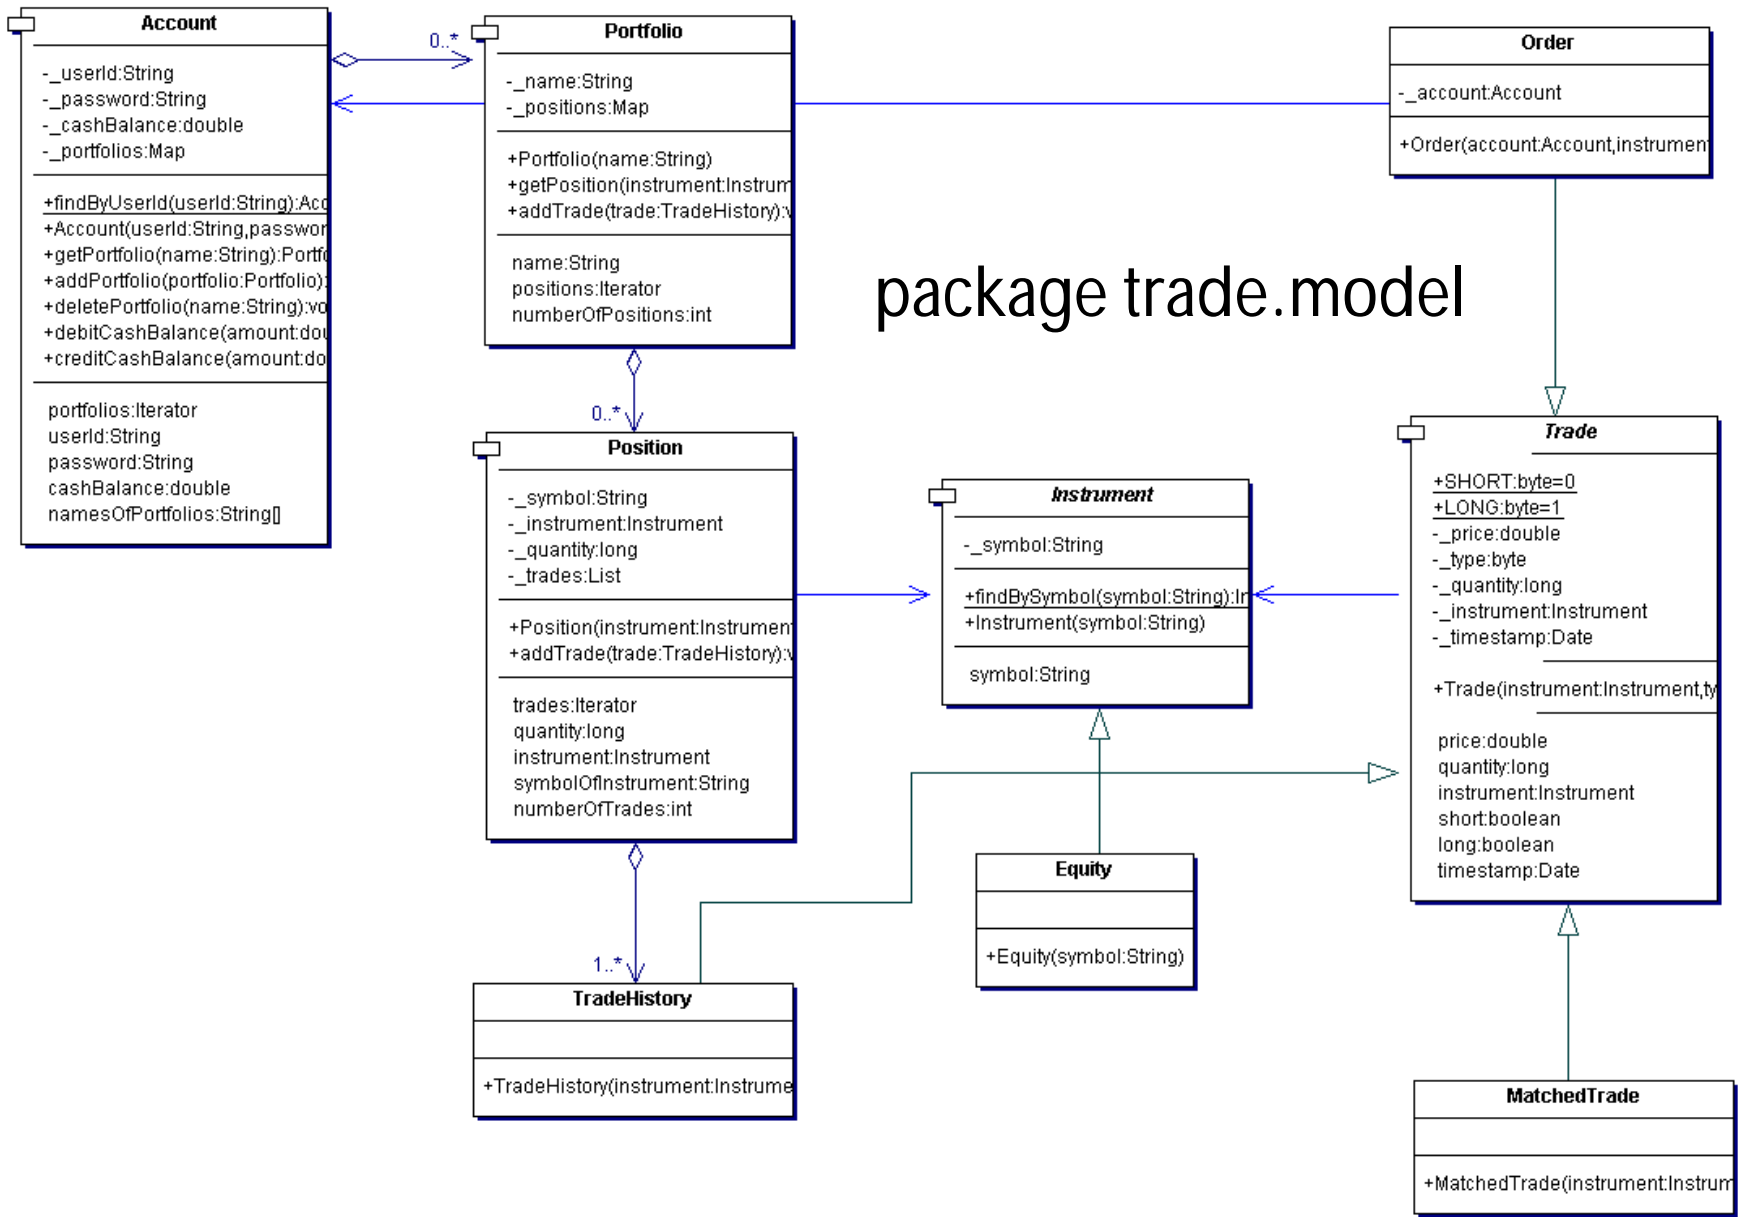 Account
-_userId:String
-_password:String
-_cashBalance:double
-_portfolios:Map
+findByUserId(userId:String):Acc
+Account(userId:String,passwor
+getPortfolio(name:String):Portfo
+addPortfolio(portfolio:Portfolio):
+deletePortfolio(name:String):vo
+debitCashBalance(amount:dou
+creditCashBalance(amount:do
portfolios:Iterator
userId:String
password:String
cashBalance:double
namesOfPortfolios:String[]
0..*
Portfolio
-_name:String
-_positions:Map
+Portfolio(name:String)
+getPosition(instrument:Instrum
+addTrade(trade:TradeHistory):v
name:String
positions:Iterator
numberOfPositions:int
Order
-_account:Account
+Order(account:Account,instrument
package trade.model
0..*
Position
-_symbol:String
-_instrument:Instrument
-_quantity:long
-_trades:List
+Position(instrument:Instrument
+addTrade(trade:TradeHistory):v
trades:Iterator
quantity:long
instrument:Instrument
symbolOfInstrument:String
numberOfTrades:int
Instrument
-_symbol:String
+findBySymbol(symbol:String):In
+Instrument(symbol:String)
symbol:String
Trade
+SHORT:byte=0
+LONG:byte=1
-_price:double
-_type:byte
-_quantity:long
-_instrument:Instrument
-_timestamp:Date
+Trade(instrument:Instrument,ty
price:double
quantity:long
instrument:Instrument
short:boolean
long:boolean
timestamp:Date
Equity
+Equity(symbol:String)
1..*
TradeHistory
+TradeHistory(instrument:Instrume
MatchedTrade
+MatchedTrade(instrument:Instrum